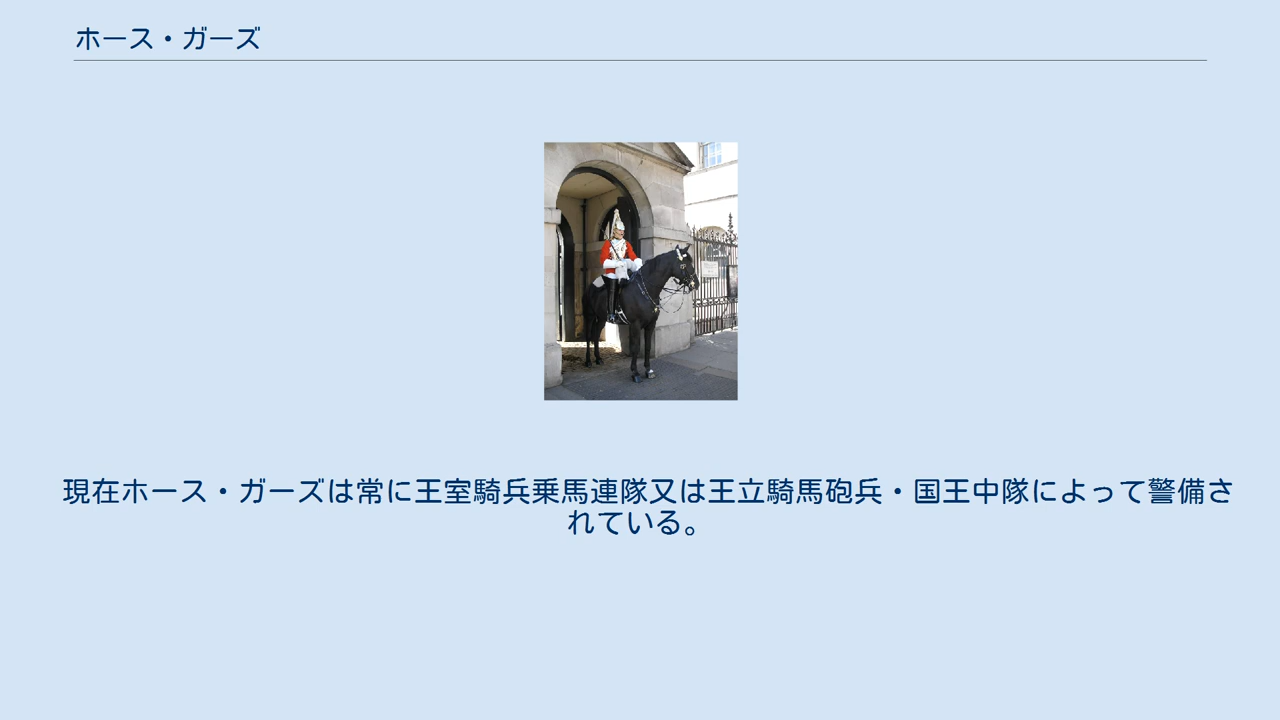 ホース・ガーズ
現在ホース・ガーズは常に王室騎兵乗馬連隊又は王立騎馬砲兵・国王中隊によって警備さ
れている。